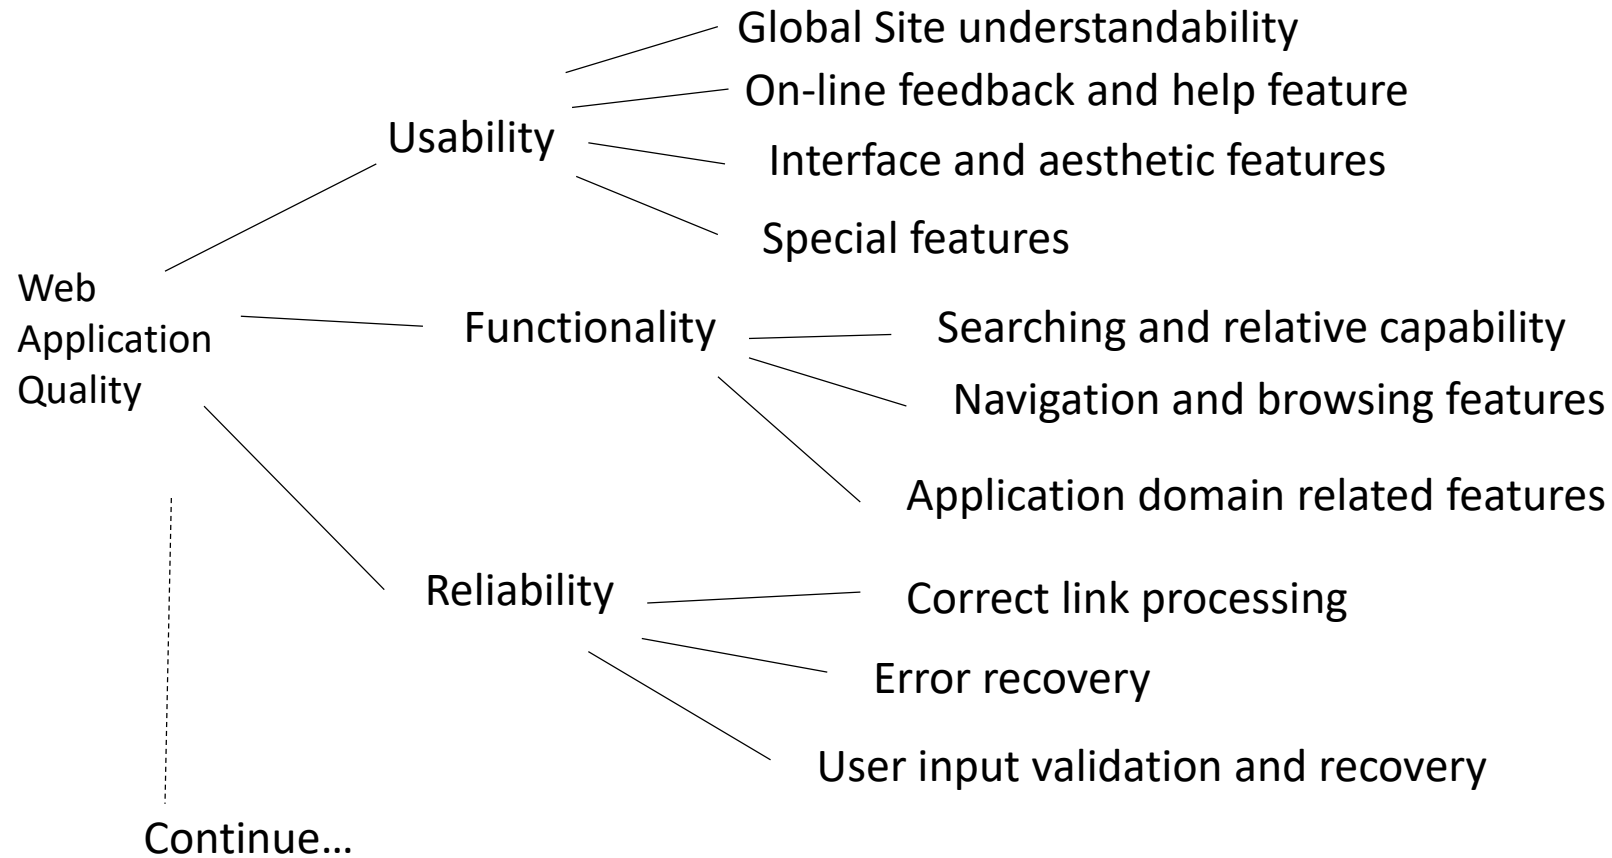 Global Site understandability
On-line feedback and help feature
Usability
Interface and aesthetic features
Special features
Web
Application
Quality
Functionality
Searching and relative capability
Navigation and browsing features
Application domain related features
Reliability
Correct link processing
Error recovery
User input validation and recovery
Continue...